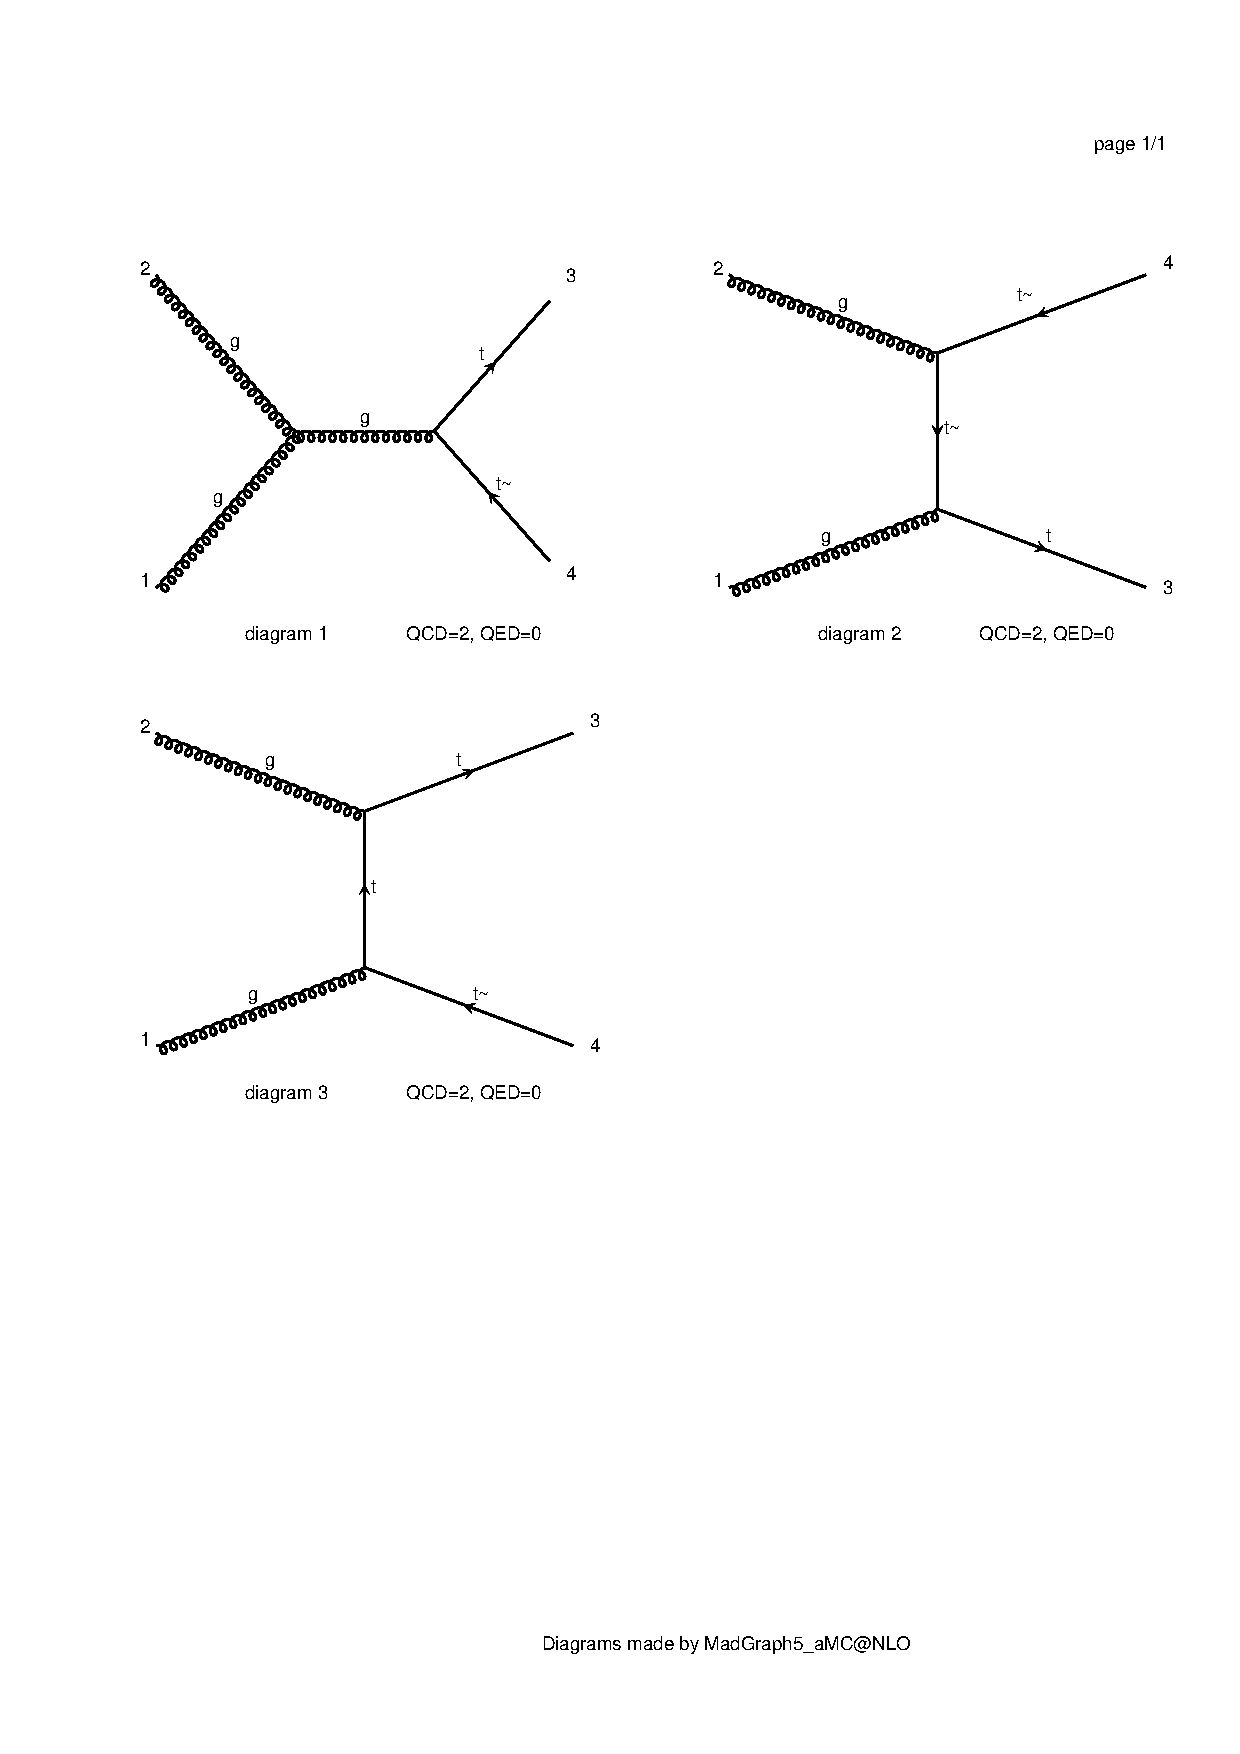 page 1/1
2
g
g
g
1
t
t~
3
4
diagram 1 QCD=2, QED=0
2
g
t~
4
t~
1
g
t
3
diagram 2 QCD=2, QED=0
2
g
t
3
t
1
g
t~
4
diagram 3 QCD=2, QED=0
Diagrams made by MadGraph5_aMC@NLO